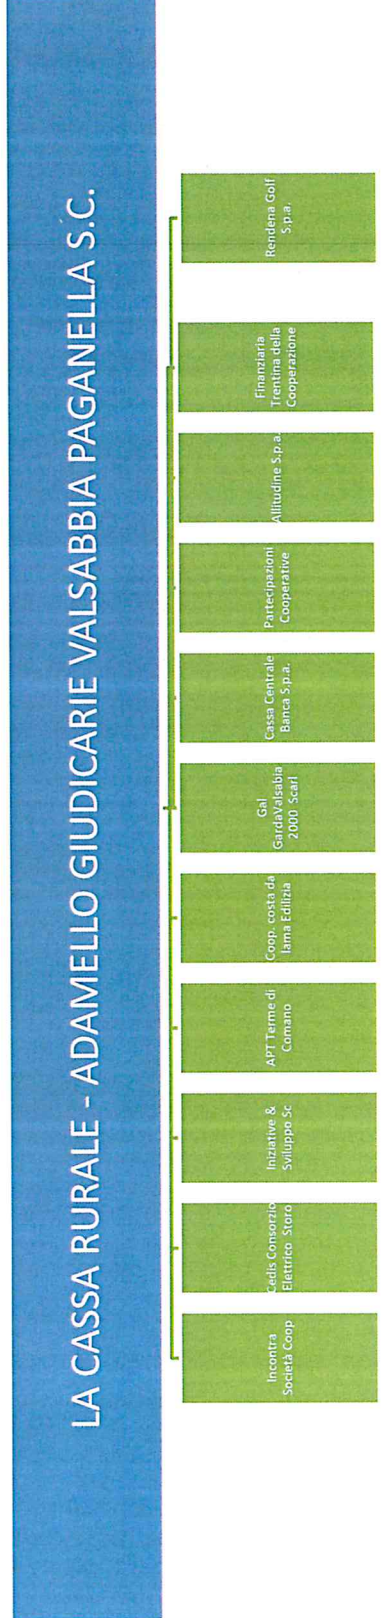 LA CASSA RURALE - ADAMELLO GIUDICARIE VALSABBIA PAGANELLA S.C.
Incontra
Società Coop
Cedis Consorzio
Elettrico Storo
Iniziative &
Sviluppo Sc
APT Terme di
Comano
Coop. costa da
lama Edilizia
Gal
GardaValsabia
2000 Scarl
Cassa Centrale
Banca S.p.a.
Partecipazioni
Cooperative
Allitudine S.p.a.
Finanziaria
Trentina della
Cooperazione
Rendena Golf
S.p.a.